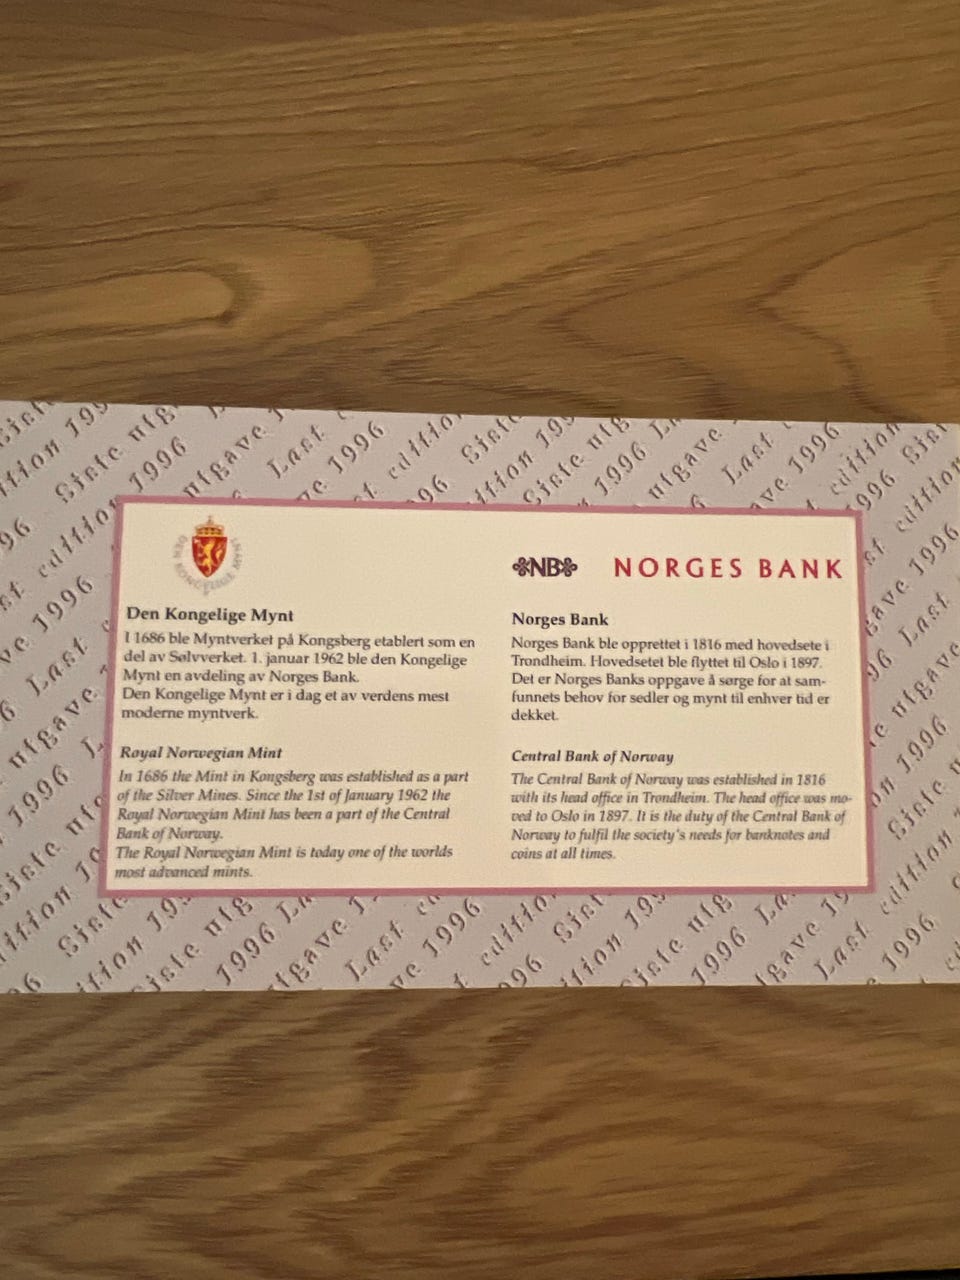 DEN KONGELIGE MYNT
Den Kongelige Mynt
I 1686 ble Myntverket på Kongsberg etablert som en
del av Sølvverket. 1. januar 1962 ble den Kongelige
Mynt en avdeling av Norges Bank.
Den Kongelige Mynt er i dag et av verdens mest
moderne myntverk.
Royal Norwegian Mint
In 1686 the Mint in Kongsberg was established as a part
of the Silver Mines. Since the 1st of January 1962 the
Royal Norwegian Mint has been a part of the Central
Bank of Norway.
The Royal Norwegian Mint is today one of the worlds
most advanced mints.
NB NORGES BANK
Norges Bank
Norges Bank ble opprettet i 1816 med hovedsete i
Trondheim. Hovedsetet ble flyttet til Oslo i 1897.
Det er Norges Banks oppgave å sørge for at sam-
funnets behov for sedler og mynt til enhver tid er
dekket.
Central Bank of Norway
The Central Bank of Norway was established in 1816
with its head office in Trondheim. The head office was mo-
ved to Oslo in 1897. It is the duty of the Central Bank of
Norway to fulfil the society's needs for banknotes and
coins at all times.
Siste utgave 1996
Last edition 1996